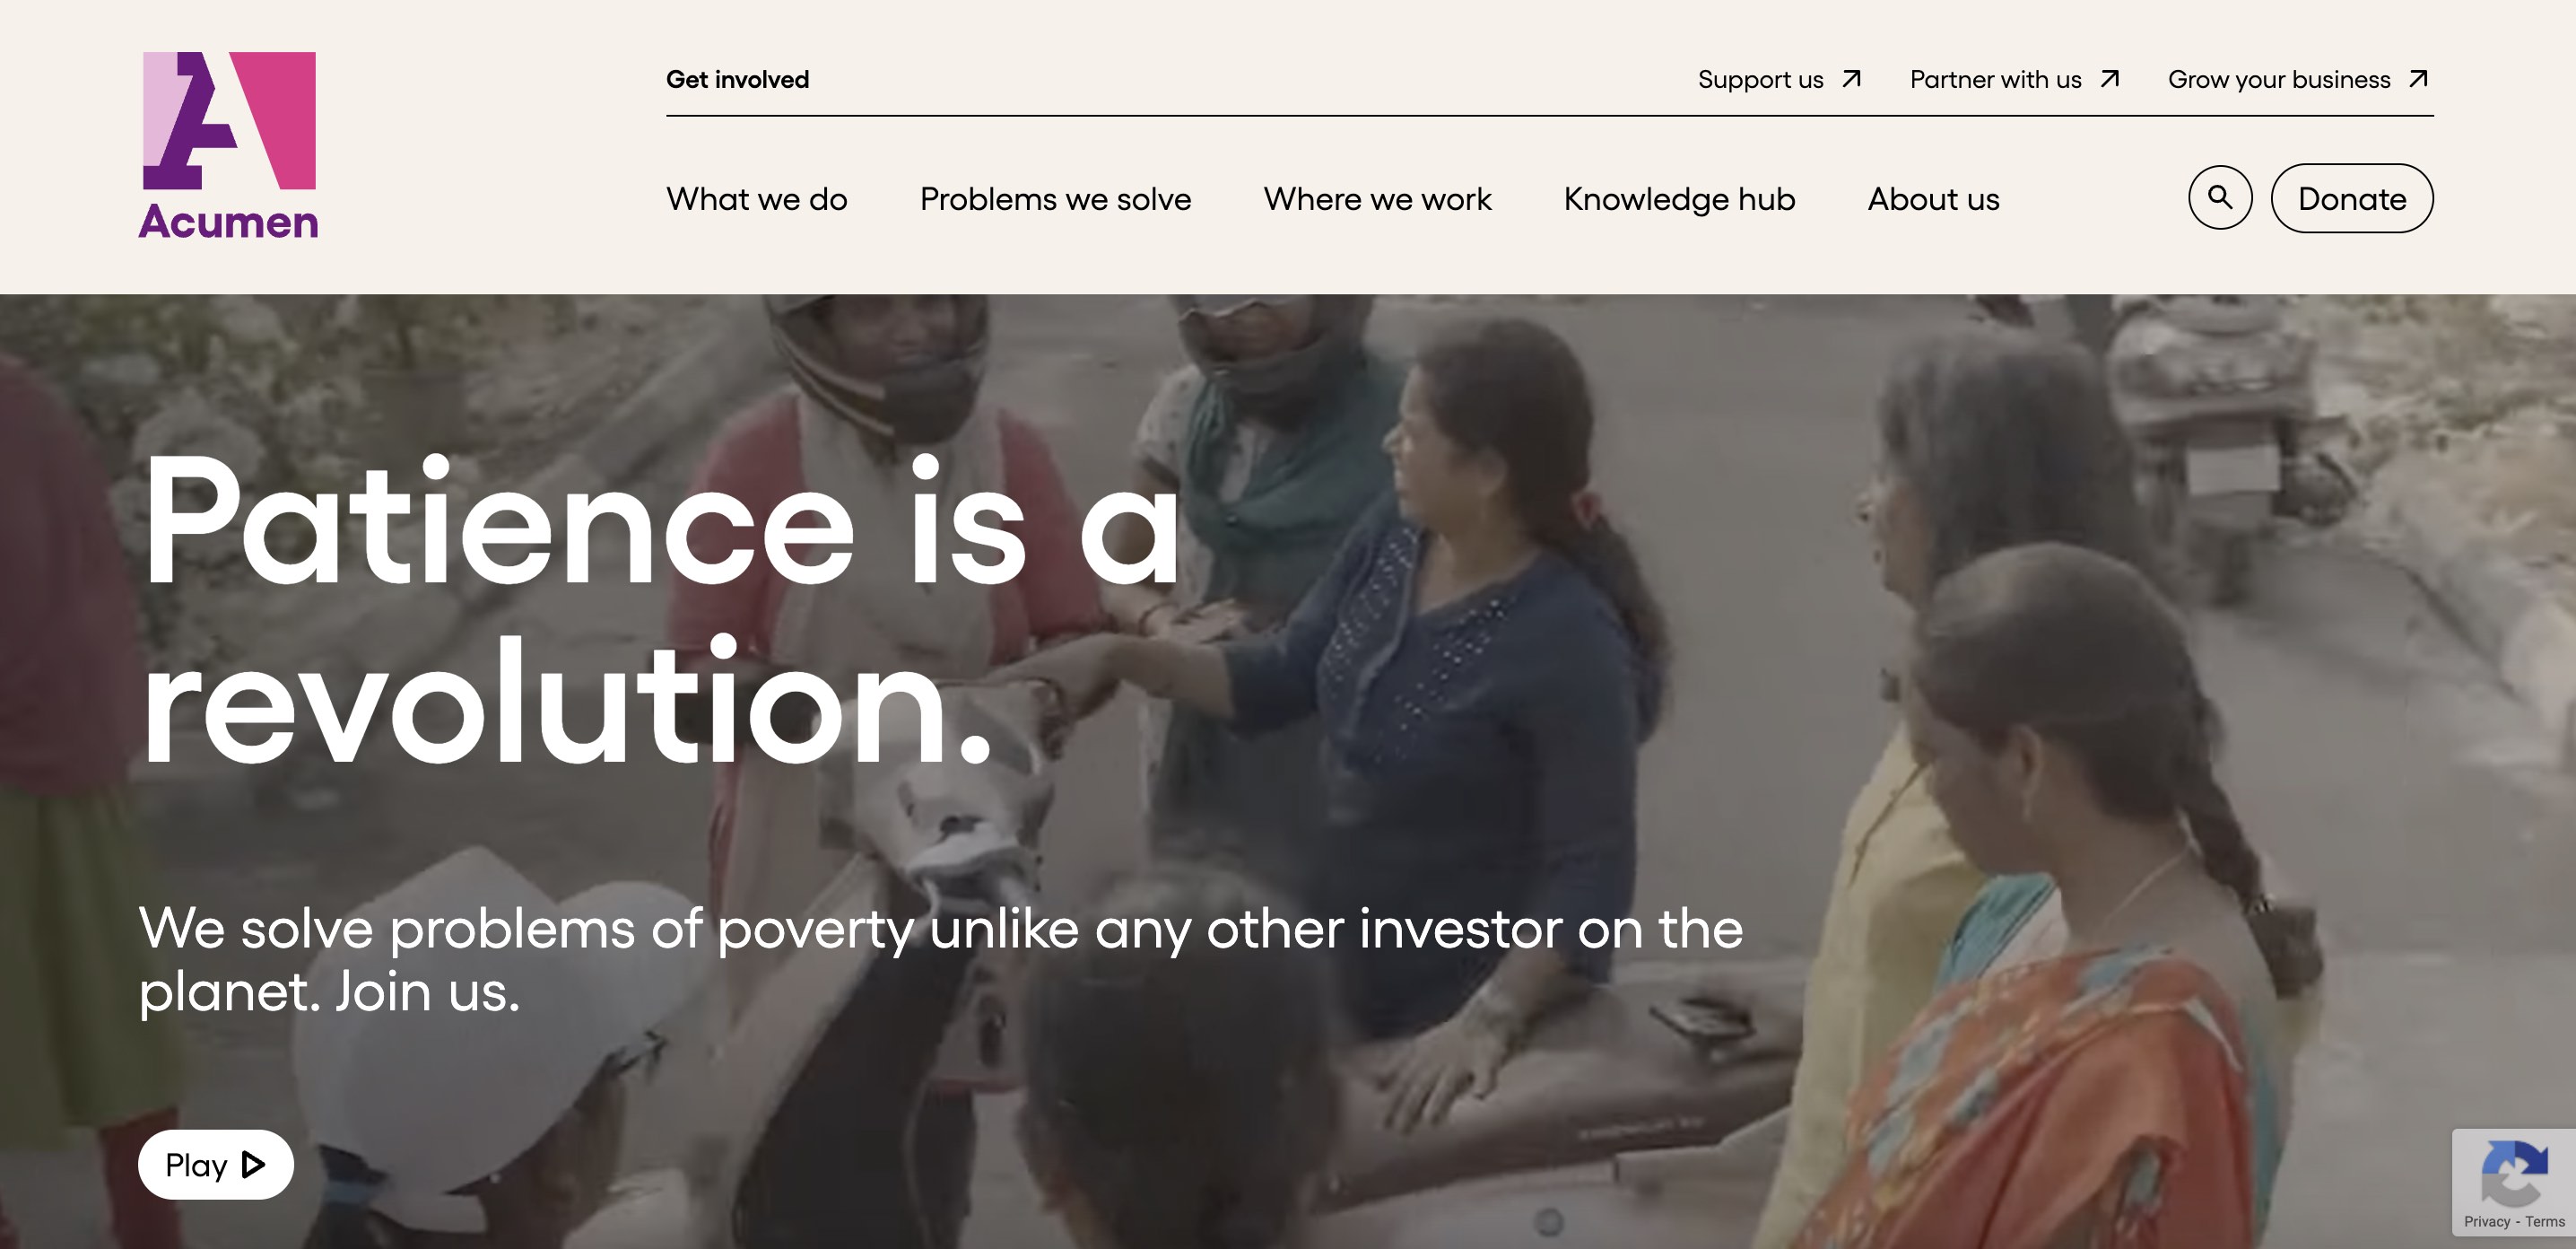 Acumen
Get involved
Support us
Partner with us
Grow your business
What we do
Problems we solve
Where we work
Knowledge hub
About us
Donate
Patience is a
revolution.
We solve problems of poverty unlike any other investor on the
planet. Join us.
Play
Privacy - Terms